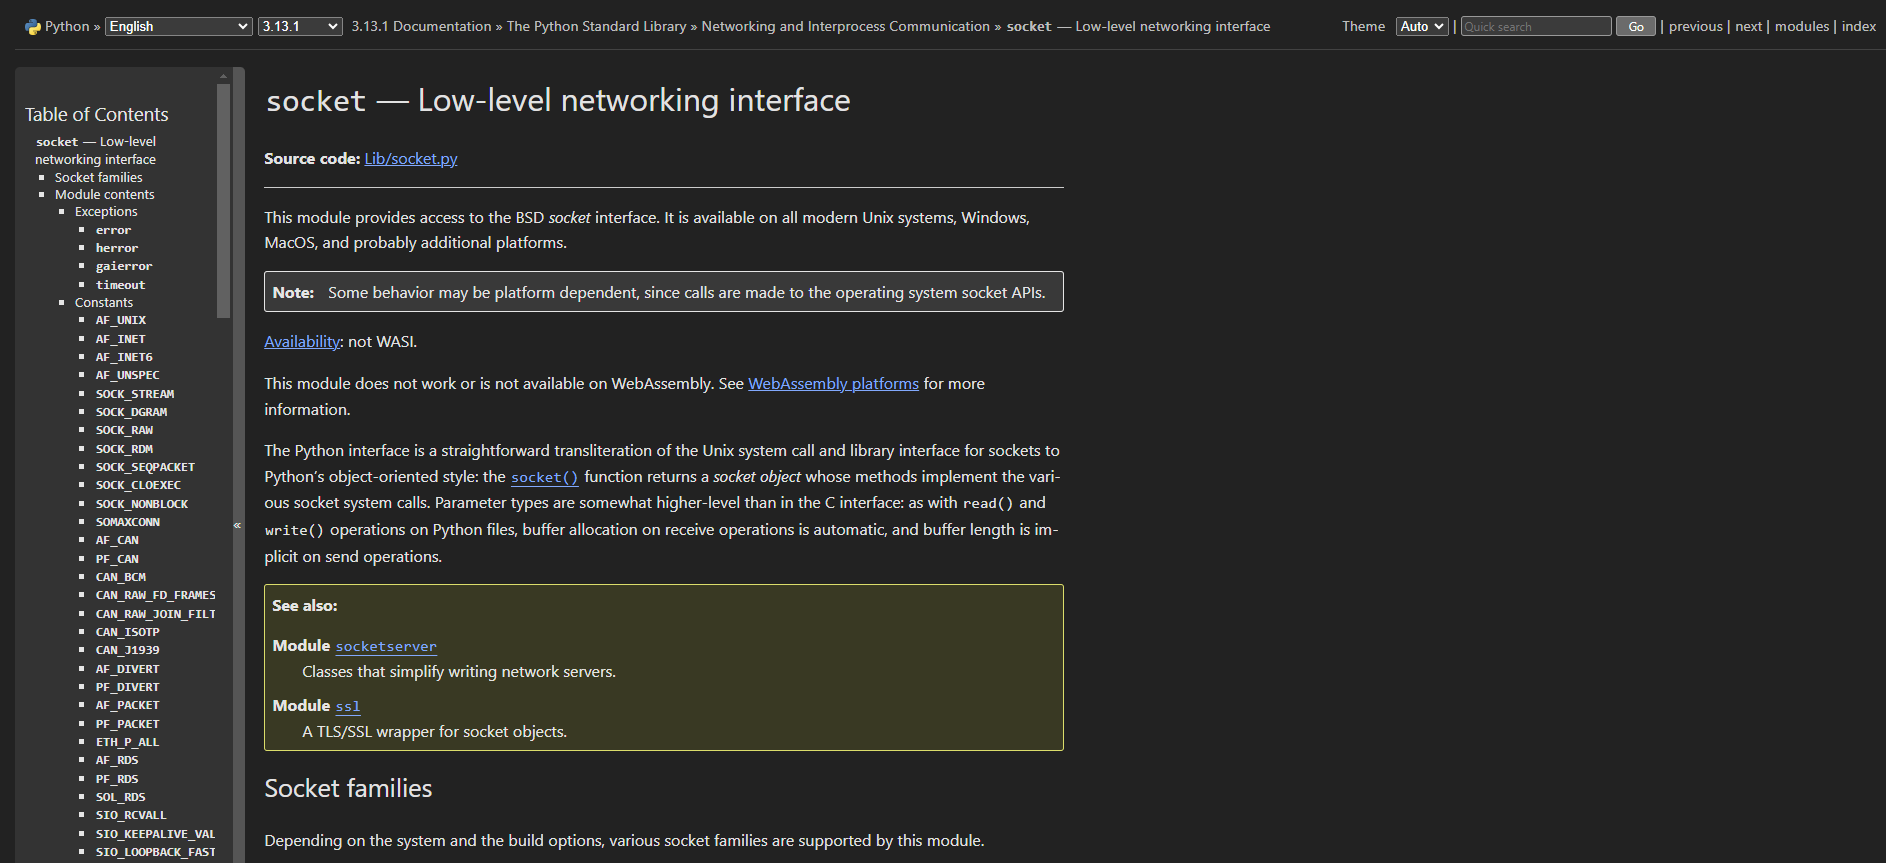 Python » English 3.13.1 3.13.1 Documentation » The Python Standard Library » Networking and Interprocess Communication » socket — Low-level networking interface Theme Auto | Quick search Go | previous | next | modules | index
Table of Contents
socket — Low-level
networking interface
Socket families
Module contents
Exceptions
error
herror
gaierror
timeout
Constants
AF_UNIX
AF_INET
AF_INET6
AF_UNSPEC
SOCK_STREAM
SOCK_DGRAM
SOCK_RAW
SOCK_RDM
SOCK_SEQPACKET
SOCK_CLOEXEC
SOCK_NONBLOCK
SOMAXCONN
AF_CAN
PF_CAN
CAN_BCM
CAN_RAW_FD_FRAMES
CAN_RAW_JOIN_FILT
CAN_ISOTP
CAN_J1939
AF_DIVERT
PF_DIVERT
AF_PACKET
PF_PACKET
ETH_P_ALL
AF_RDS
PF_RDS
SOL_RDS
SIO_RCVALL
SIO_KEEPALIVE_VAL
SIO_LOOPBACK_FAST
«
socket — Low-level networking interface
Source code: Lib/socket.py
This module provides access to the BSD socket interface. It is available on all modern Unix systems, Windows,
MacOS, and probably additional platforms.
Note: Some behavior may be platform dependent, since calls are made to the operating system socket APIs.
Availability: not WASI.
This module does not work or is not available on WebAssembly. See WebAssembly platforms for more
information.
The Python interface is a straightforward transliteration of the Unix system call and library interface for sockets to
Python’s object-oriented style: the socket() function returns a socket object whose methods implement the vari-
ous socket system calls. Parameter types are somewhat higher-level than in the C interface: as with read() and
write() operations on Python files, buffer allocation on receive operations is automatic, and buffer length is im-
plicit on send operations.
See also:
Module socketserver
Classes that simplify writing network servers.
Module ssl
A TLS/SSL wrapper for socket objects.
Socket families
Depending on the system and the build options, various socket families are supported by this module.